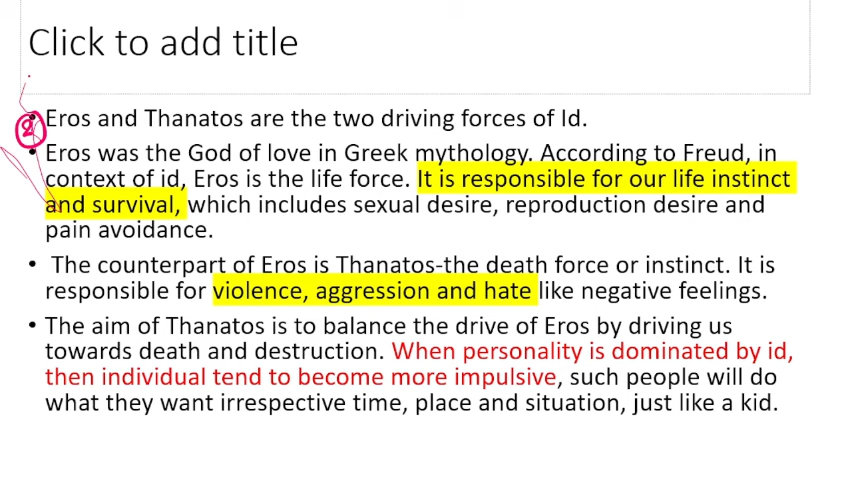 Click to add title
• Eros and Thanatos are the two driving forces of Id.
• Eros was the God of love in Greek mythology. According to Freud, in
context of id, Eros is the life force. It is responsible for our life instinct
and survival, which includes sexual desire, reproduction desire and
pain avoidance.
• The counterpart of Eros is Thanatos-the death force or instinct. It is
responsible for violence, aggression and hate like negative feelings.
• The aim of Thanatos is to balance the drive of Eros by driving us
towards death and destruction. When personality is dominated by id,
then individual tend to become more impulsive, such people will do
what they want irrespective time, place and situation, just like a kid.